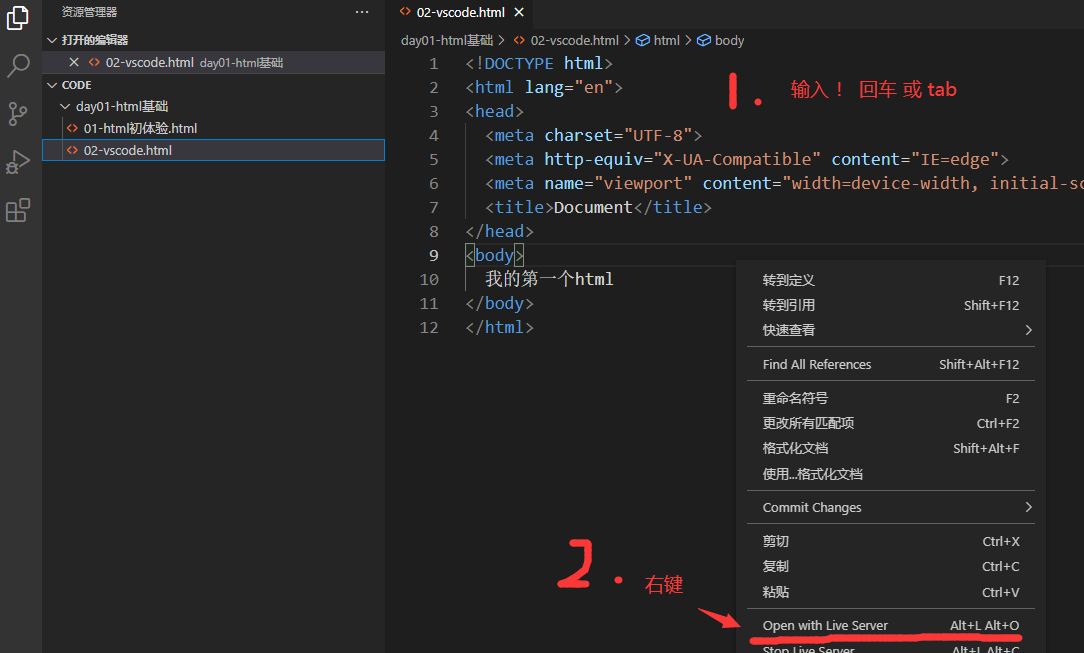 资源管理器
打开的编辑器
02-vscode.html day01-html基础
CODE
day01-html基础
01-html初体验.html
02-vscode.html
02-vscode.html
day01-html基础 > 02-vscode.html > html > body
1 <!DOCTYPE html>
2 <html lang="en">
3 <head>
4 <meta charset="UTF-8">
5 <meta http-equiv="X-UA-Compatible" content="IE=edge">
6 <meta name="viewport" content="width=device-width, initial-sc
7 <title>Document</title>
8 </head>
9 <body>
10 我的第一个html
11 </body>
12 </html>
1. 输入！ 回车 或 tab
转到定义 F12
转到引用 Shift+F12
快速查看
Find All References Shift+Alt+F12
重命名符号 F2
更改所有匹配项 Ctrl+F2
格式化文档 Shift+Alt+F
使用...格式化文档
Commit Changes
剪切 Ctrl+X
复制 Ctrl+C
粘贴 Ctrl+V
Open with Live Server Alt+L Alt+O
Stop Live Server Alt+L Alt+C
2. 右键